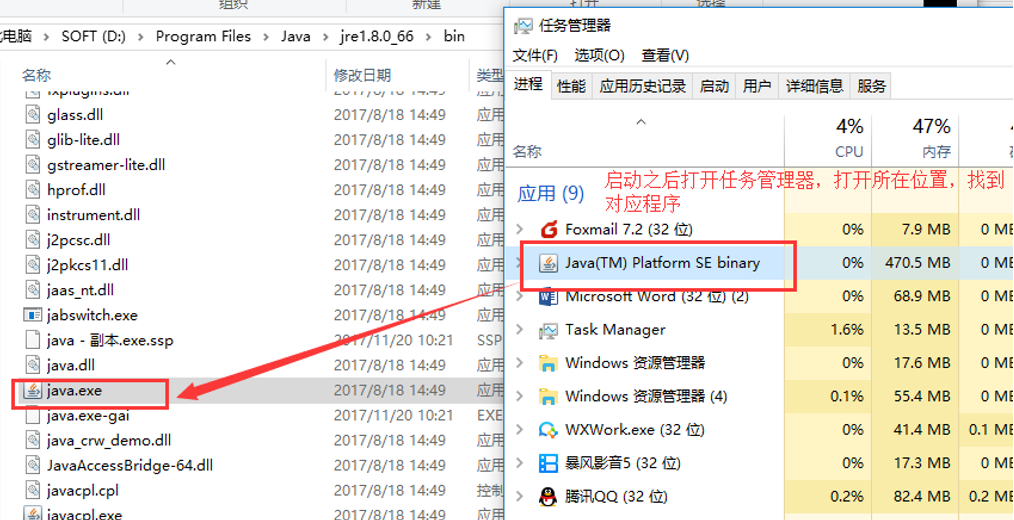 组织
新建
打开
选择
电脑 > SOFT (D:) > Program Files > Java > jre1.8.0_66 > bin
名称 修改日期 类型
fxplugins.dll 2017/8/18 14:49 应用
glass.dll 2017/8/18 14:49 应用
glib-lite.dll 2017/8/18 14:49 应用
gstreamer-lite.dll 2017/8/18 14:49 应用
hprof.dll 2017/8/18 14:49 应用
instrument.dll 2017/8/18 14:49 应用
j2pcsc.dll 2017/8/18 14:49 应用
j2pkcs11.dll 2017/8/18 14:49 应用
jaas_nt.dll 2017/8/18 14:49 应用
jabswitch.exe 2017/8/18 14:49 应用
java - 副本.exe.ssp 2017/11/20 10:21 SSP
java.dll 2017/8/18 14:49 应用
java.exe 2017/8/18 14:49 应用
java.exe-gai 2017/11/20 10:21 EXE
java_crw_demo.dll 2017/8/18 14:49 应用
JavaAccessBridge-64.dll 2017/8/18 14:49 应用
javacpl.cpl 2017/8/18 14:49 控制
javacpl.exe 2017/8/18 14:49 应用
任务管理器
文件(F) 选项(O) 查看(V)
进程 性能 应用历史记录 启动 用户 详细信息 服务
4% 47%
名称 CPU 内存
应用 (9)
启动之后打开任务管理器，打开所在位置，找到
对应程序
Foxmail 7.2 (32 位) 0% 7.9 MB 0 MB
Java(TM) Platform SE binary 0% 470.5 MB 0 MB
Microsoft Word (32 位) (2) 0% 68.9 MB 0 MB
Task Manager 1.6% 13.5 MB 0 MB
Windows 资源管理器 0% 17.6 MB 0 MB
Windows 资源管理器 (4) 0.1% 55.4 MB 0 MB
WXWork.exe (32 位) 0% 41.4 MB 0.1 MB
暴风影音5 (32 位) 0% 17.3 MB 0 MB
腾讯QQ (32 位) 0.2% 82.4 MB 0.2 MB